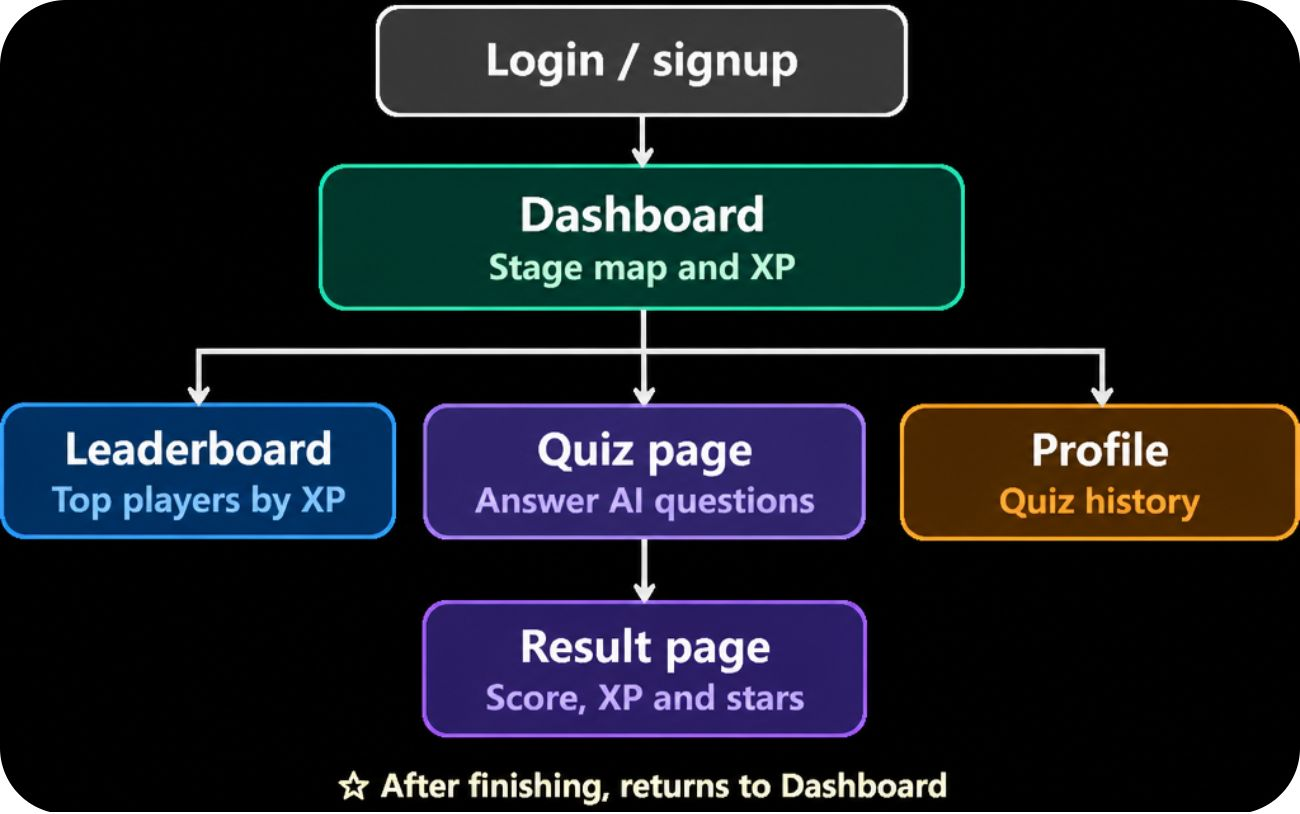 Login / signup
Dashboard
Stage map and XP
Leaderboard
Top players by XP
Quiz page
Answer AI questions
Profile
Quiz history
Result page
Score, XP and stars
☆ After finishing, returns to Dashboard